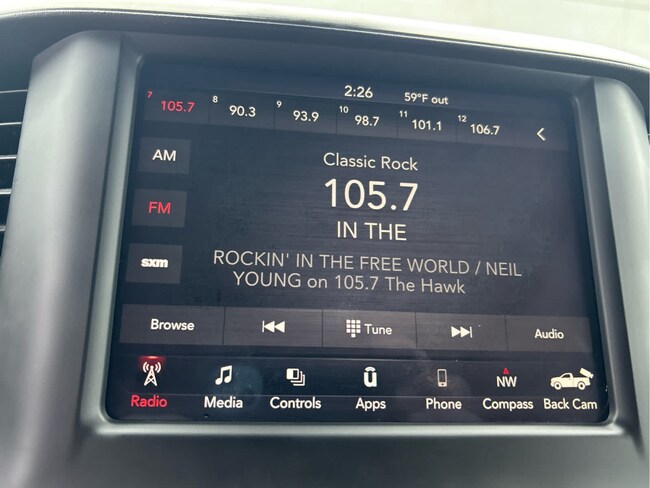 2:26 59°F out
7 105.7 8 90.3 9 93.9 10 98.7 11 101.1 12 106.7
AM
Classic Rock
105.7
FM
IN THE
ROCKIN' IN THE FREE WORLD / NEIL
YOUNG on 105.7 The Hawk
sxm
Browse Tune Audio
Radio Media Controls Apps Phone NW Compass Back Cam